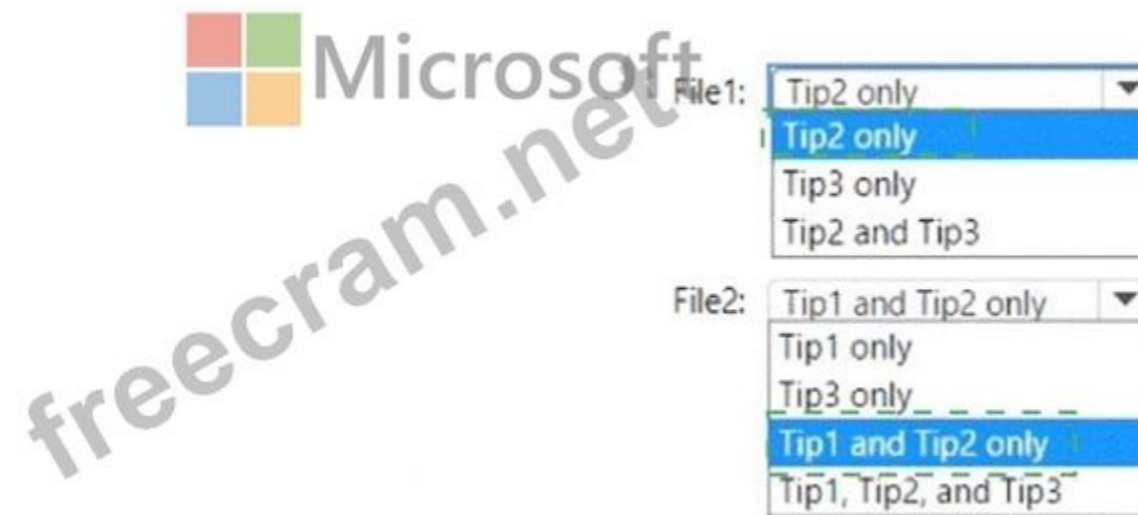 Microsoft
freecram.net
File1: Tip2 only
Tip2 only
Tip3 only
Tip2 and Tip3
File2: Tip1 and Tip2 only
Tip1 only
Tip3 only
Tip1 and Tip2 only
Tip1, Tip2, and Tip3